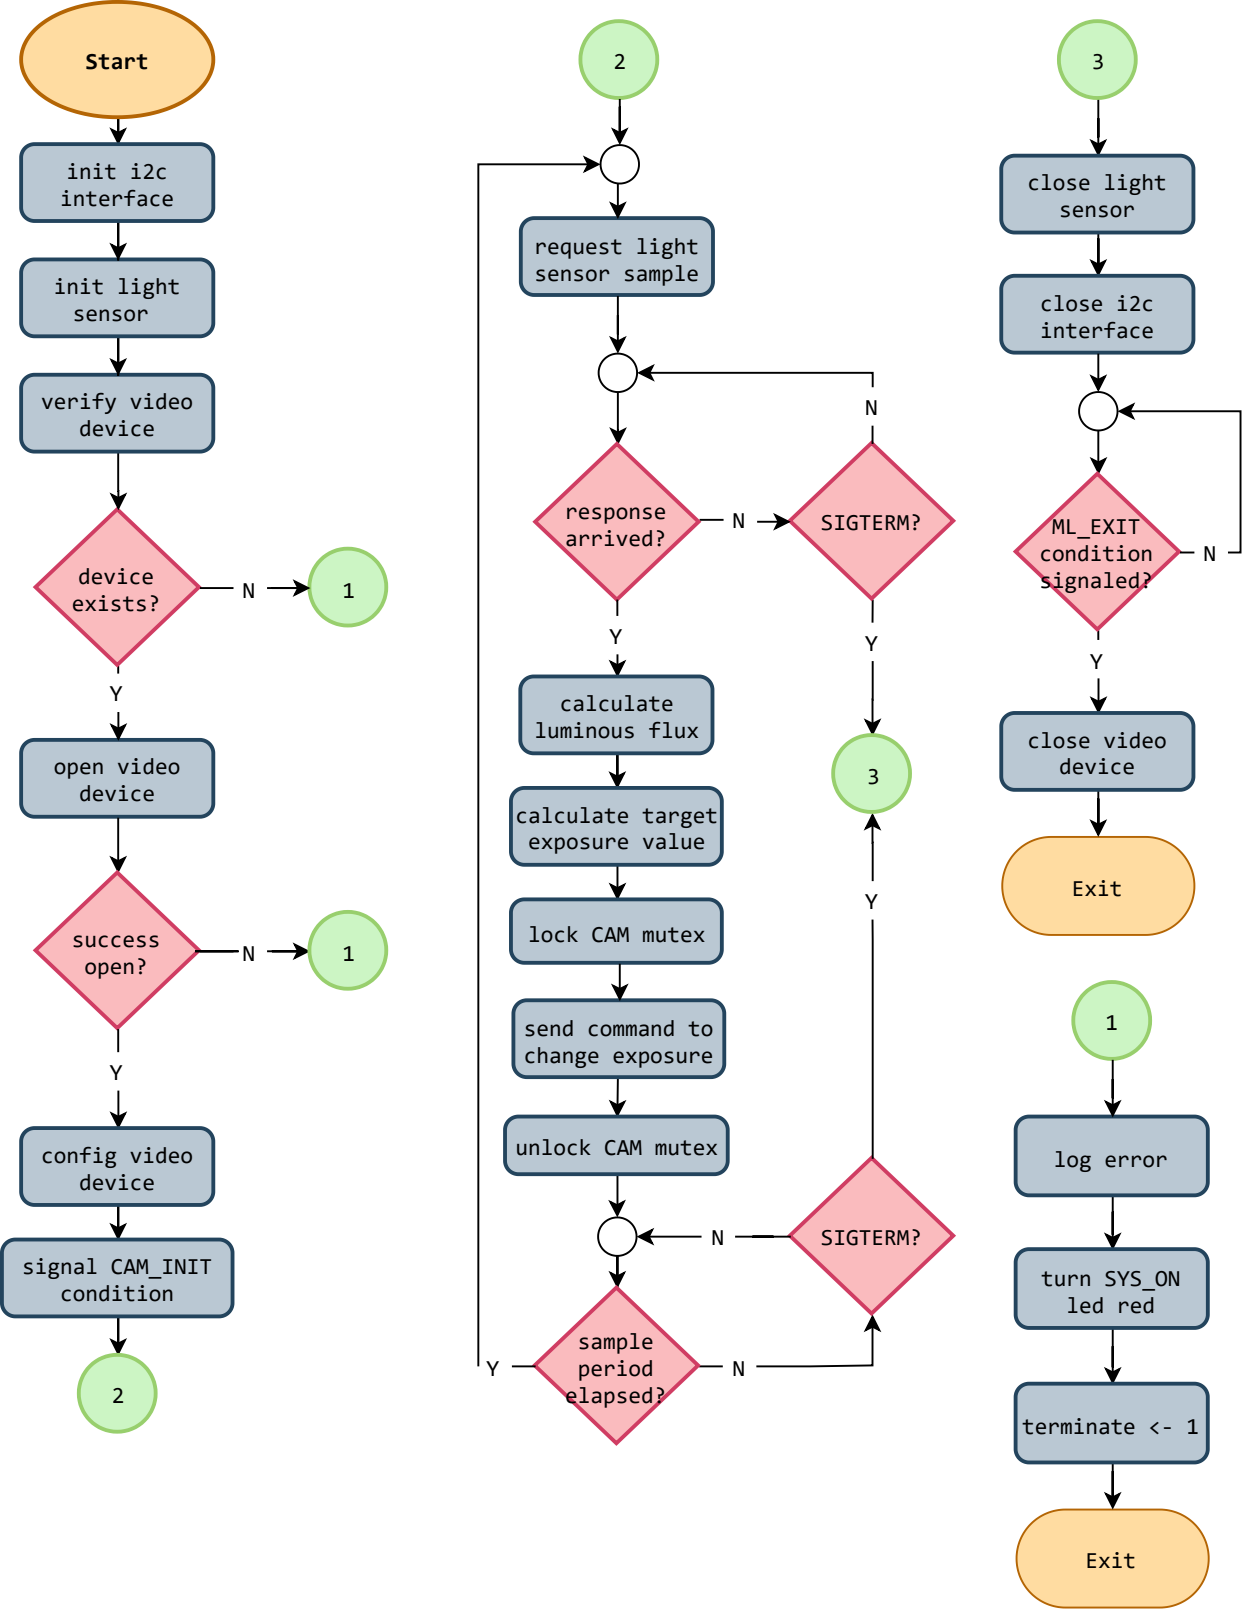 Start
init i2c
interface
init light
sensor
verify video
device
device
exists?
N
1
Y
open video
device
success
open?
N
1
Y
config video
device
signal CAM_INIT
condition
2
2
request light
sensor sample
response
arrived?
N
SIGTERM?
N
Y
Y
calculate
luminous flux
3
calculate target
exposure value
lock CAM mutex
Y
send command to
change exposure
unlock CAM mutex
N
SIGTERM?
sample
period
elapsed?
Y
N
3
close light
sensor
close i2c
interface
ML_EXIT
condition
signaled?
N
Y
close video
device
Exit
1
log error
turn SYS_ON
led red
terminate <- 1
Exit